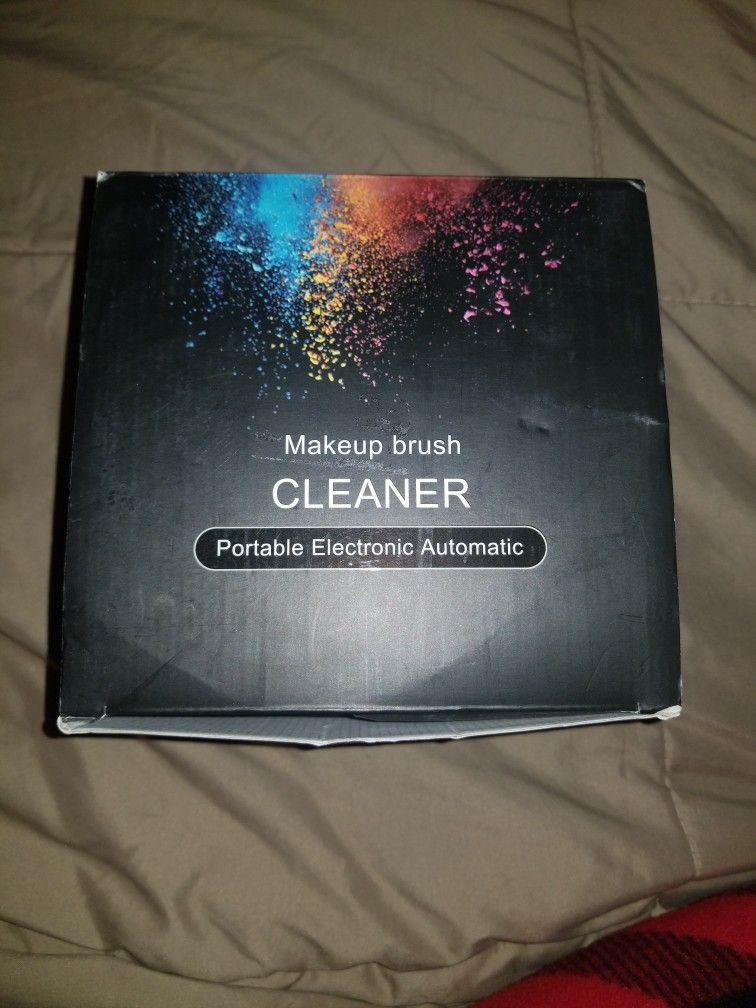 Makeup brush
CLEANER
Portable Electronic Automatic